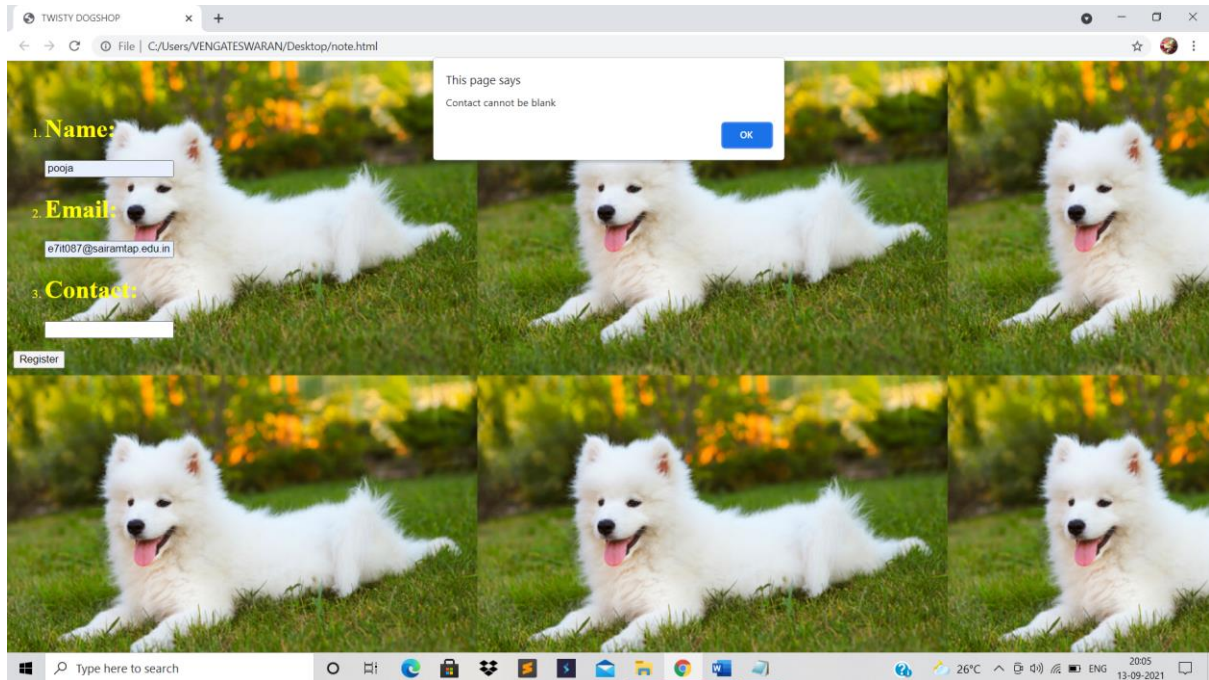 TWISTY DOGSHOP
File | C:/Users/VENGATESWARAN/Desktop/note.html
This page says
Contact cannot be blank
OK
1. Name:
pooja
2. Email:
e7it087@sairamtap.edu.in
3. Contact:
Register
Type here to search
26°C
ENG
20:05
13-09-2021